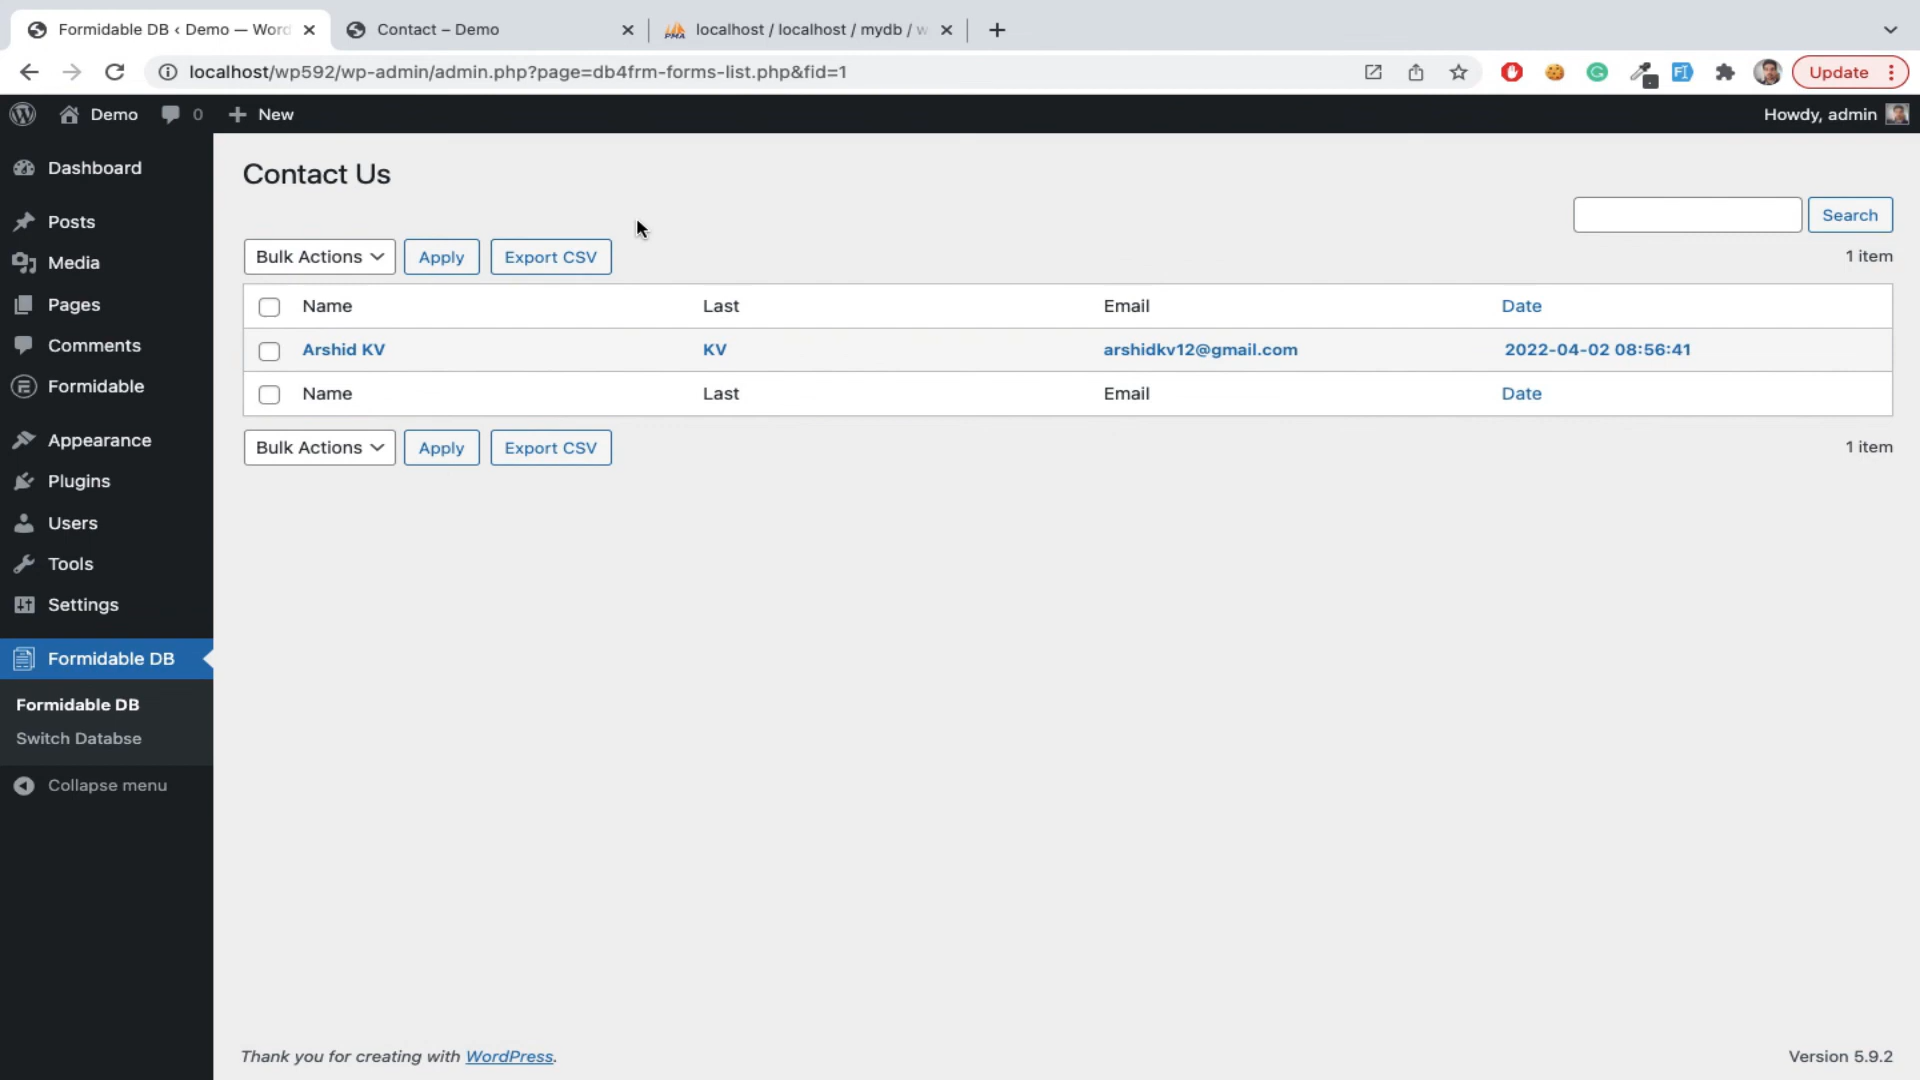 Formidable DB ‹ Demo — Word
Contact – Demo
localhost / localhost / mydb / w
localhost/wp592/wp-admin/admin.php?page=db4frm-forms-list.php&fid=1
Update
Demo
0
New
Howdy, admin
Dashboard
Posts
Media
Pages
Comments
Formidable
Appearance
Plugins
Users
Tools
Settings
Formidable DB
Formidable DB
Switch Databse
Collapse menu
Contact Us
Search
Bulk Actions
Apply
Export CSV
1 item
Name Last Email Date
Arshid KV KV arshidkv12@gmail.com 2022-04-02 08:56:41
Name Last Email Date
Bulk Actions
Apply
Export CSV
1 item
Thank you for creating with WordPress.
Version 5.9.2